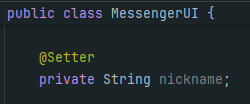 public class MessengerUI {
@Setter
private String nickname;